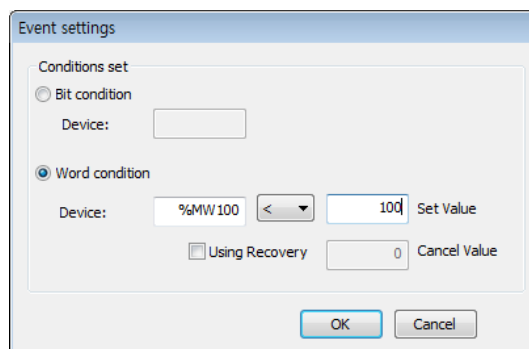 Event settings
Conditions set
Bit condition
Device:
Word condition
Device: %MW100 < 100 Set Value
Using Recovery 0 Cancel Value
OK Cancel